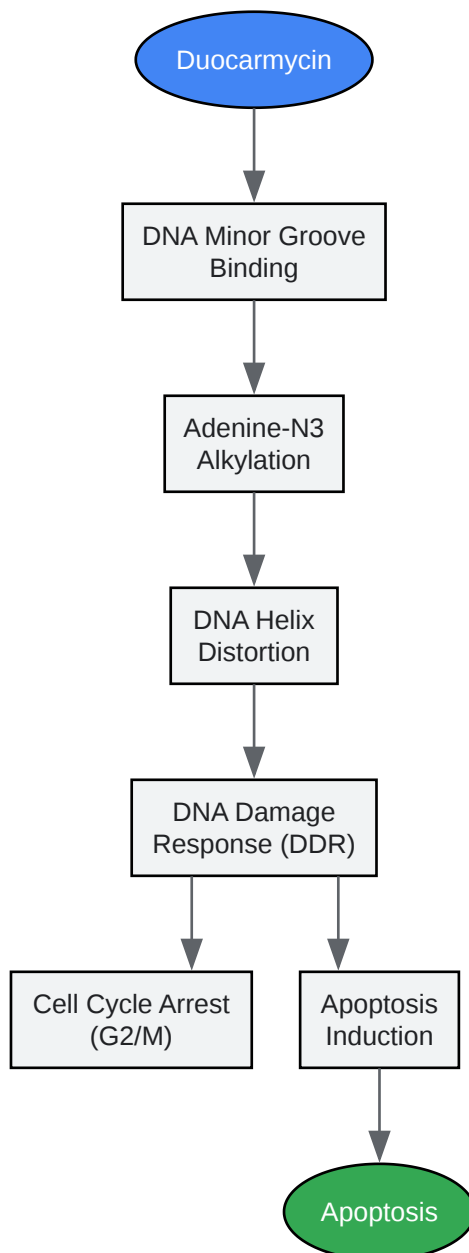 Duocarmycin
DNA Minor Groove
Binding
Adenine-N3
Alkylation
DNA Helix
Distortion
DNA Damage
Response (DDR)
Cell Cycle Arrest
(G2/M)
Apoptosis
Induction
Apoptosis